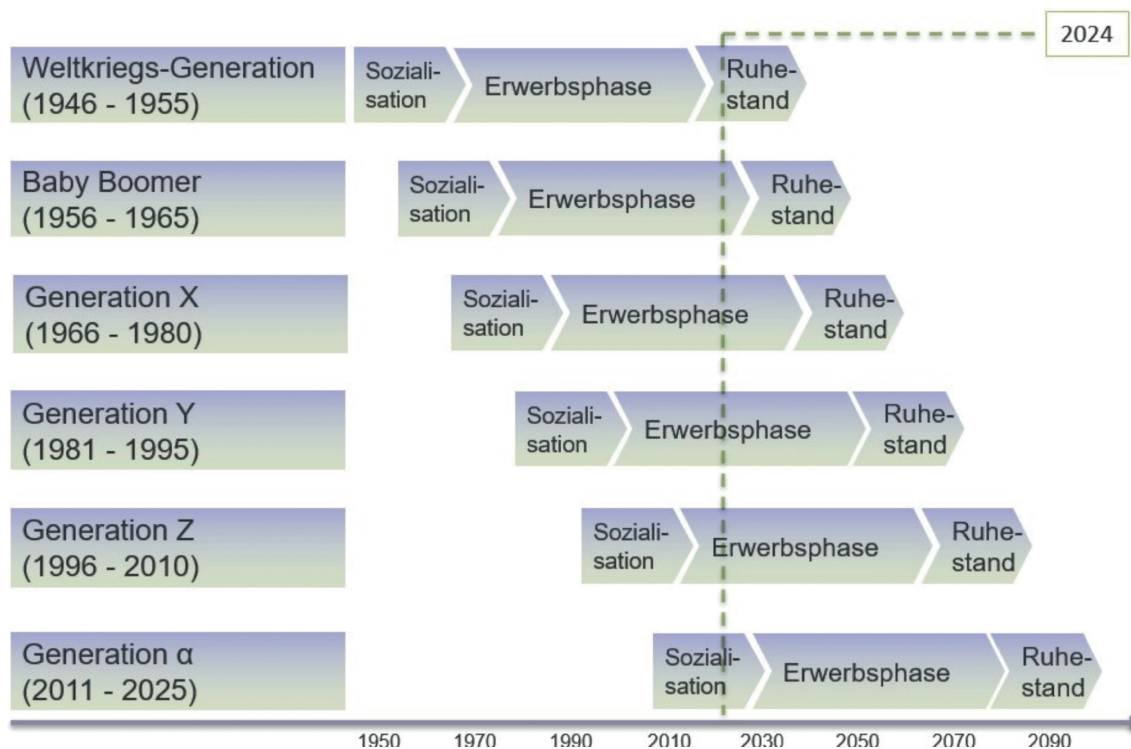 2024
Weltkriegs-Generation
(1946 - 1955)
Soziali-
sation
Erwerbsphase
Ruhe-
stand
Baby Boomer
(1956 - 1965)
Soziali-
sation
Erwerbsphase
Ruhe-
stand
Generation X
(1966 - 1980)
Soziali-
sation
Erwerbsphase
Ruhe-
stand
Generation Y
(1981 - 1995)
Soziali-
sation
Erwerbsphase
Ruhe-
stand
Generation Z
(1996 - 2010)
Soziali-
sation
Erwerbsphase
Ruhe-
stand
Generation α
(2011 - 2025)
Soziali-
sation
Erwerbsphase
Ruhe-
stand
1950 1970 1990 2010 2030 2050 2070 2090